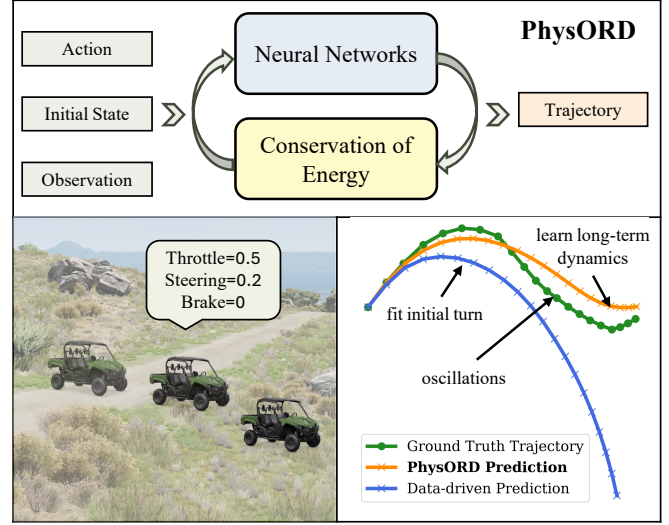 PhysORD
Action
Initial State
Observation
Neural Networks
Conservation of
Energy
Trajectory
Throttle=0.5
Steering=0.2
Brake=0
learn long-term
dynamics
fit initial turn
oscillations
Ground Truth Trajectory
PhysORD Prediction
Data-driven Prediction